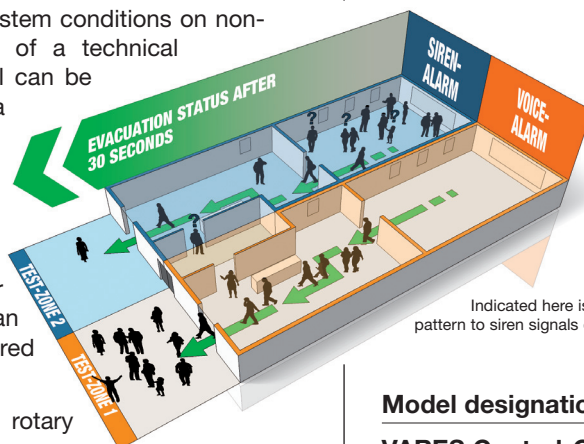 stem conditions on non-
of a technical
l can be
a
EVACUATION STATUS AFTER
30 SECONDS
SIREN-
ALARM
VOICE-
ALARM
?
?
?
?
?
TEST-ZONE 2
TEST-ZONE 1
r
an
red
rotary
Indicated here is
pattern to siren signals
Model designatio